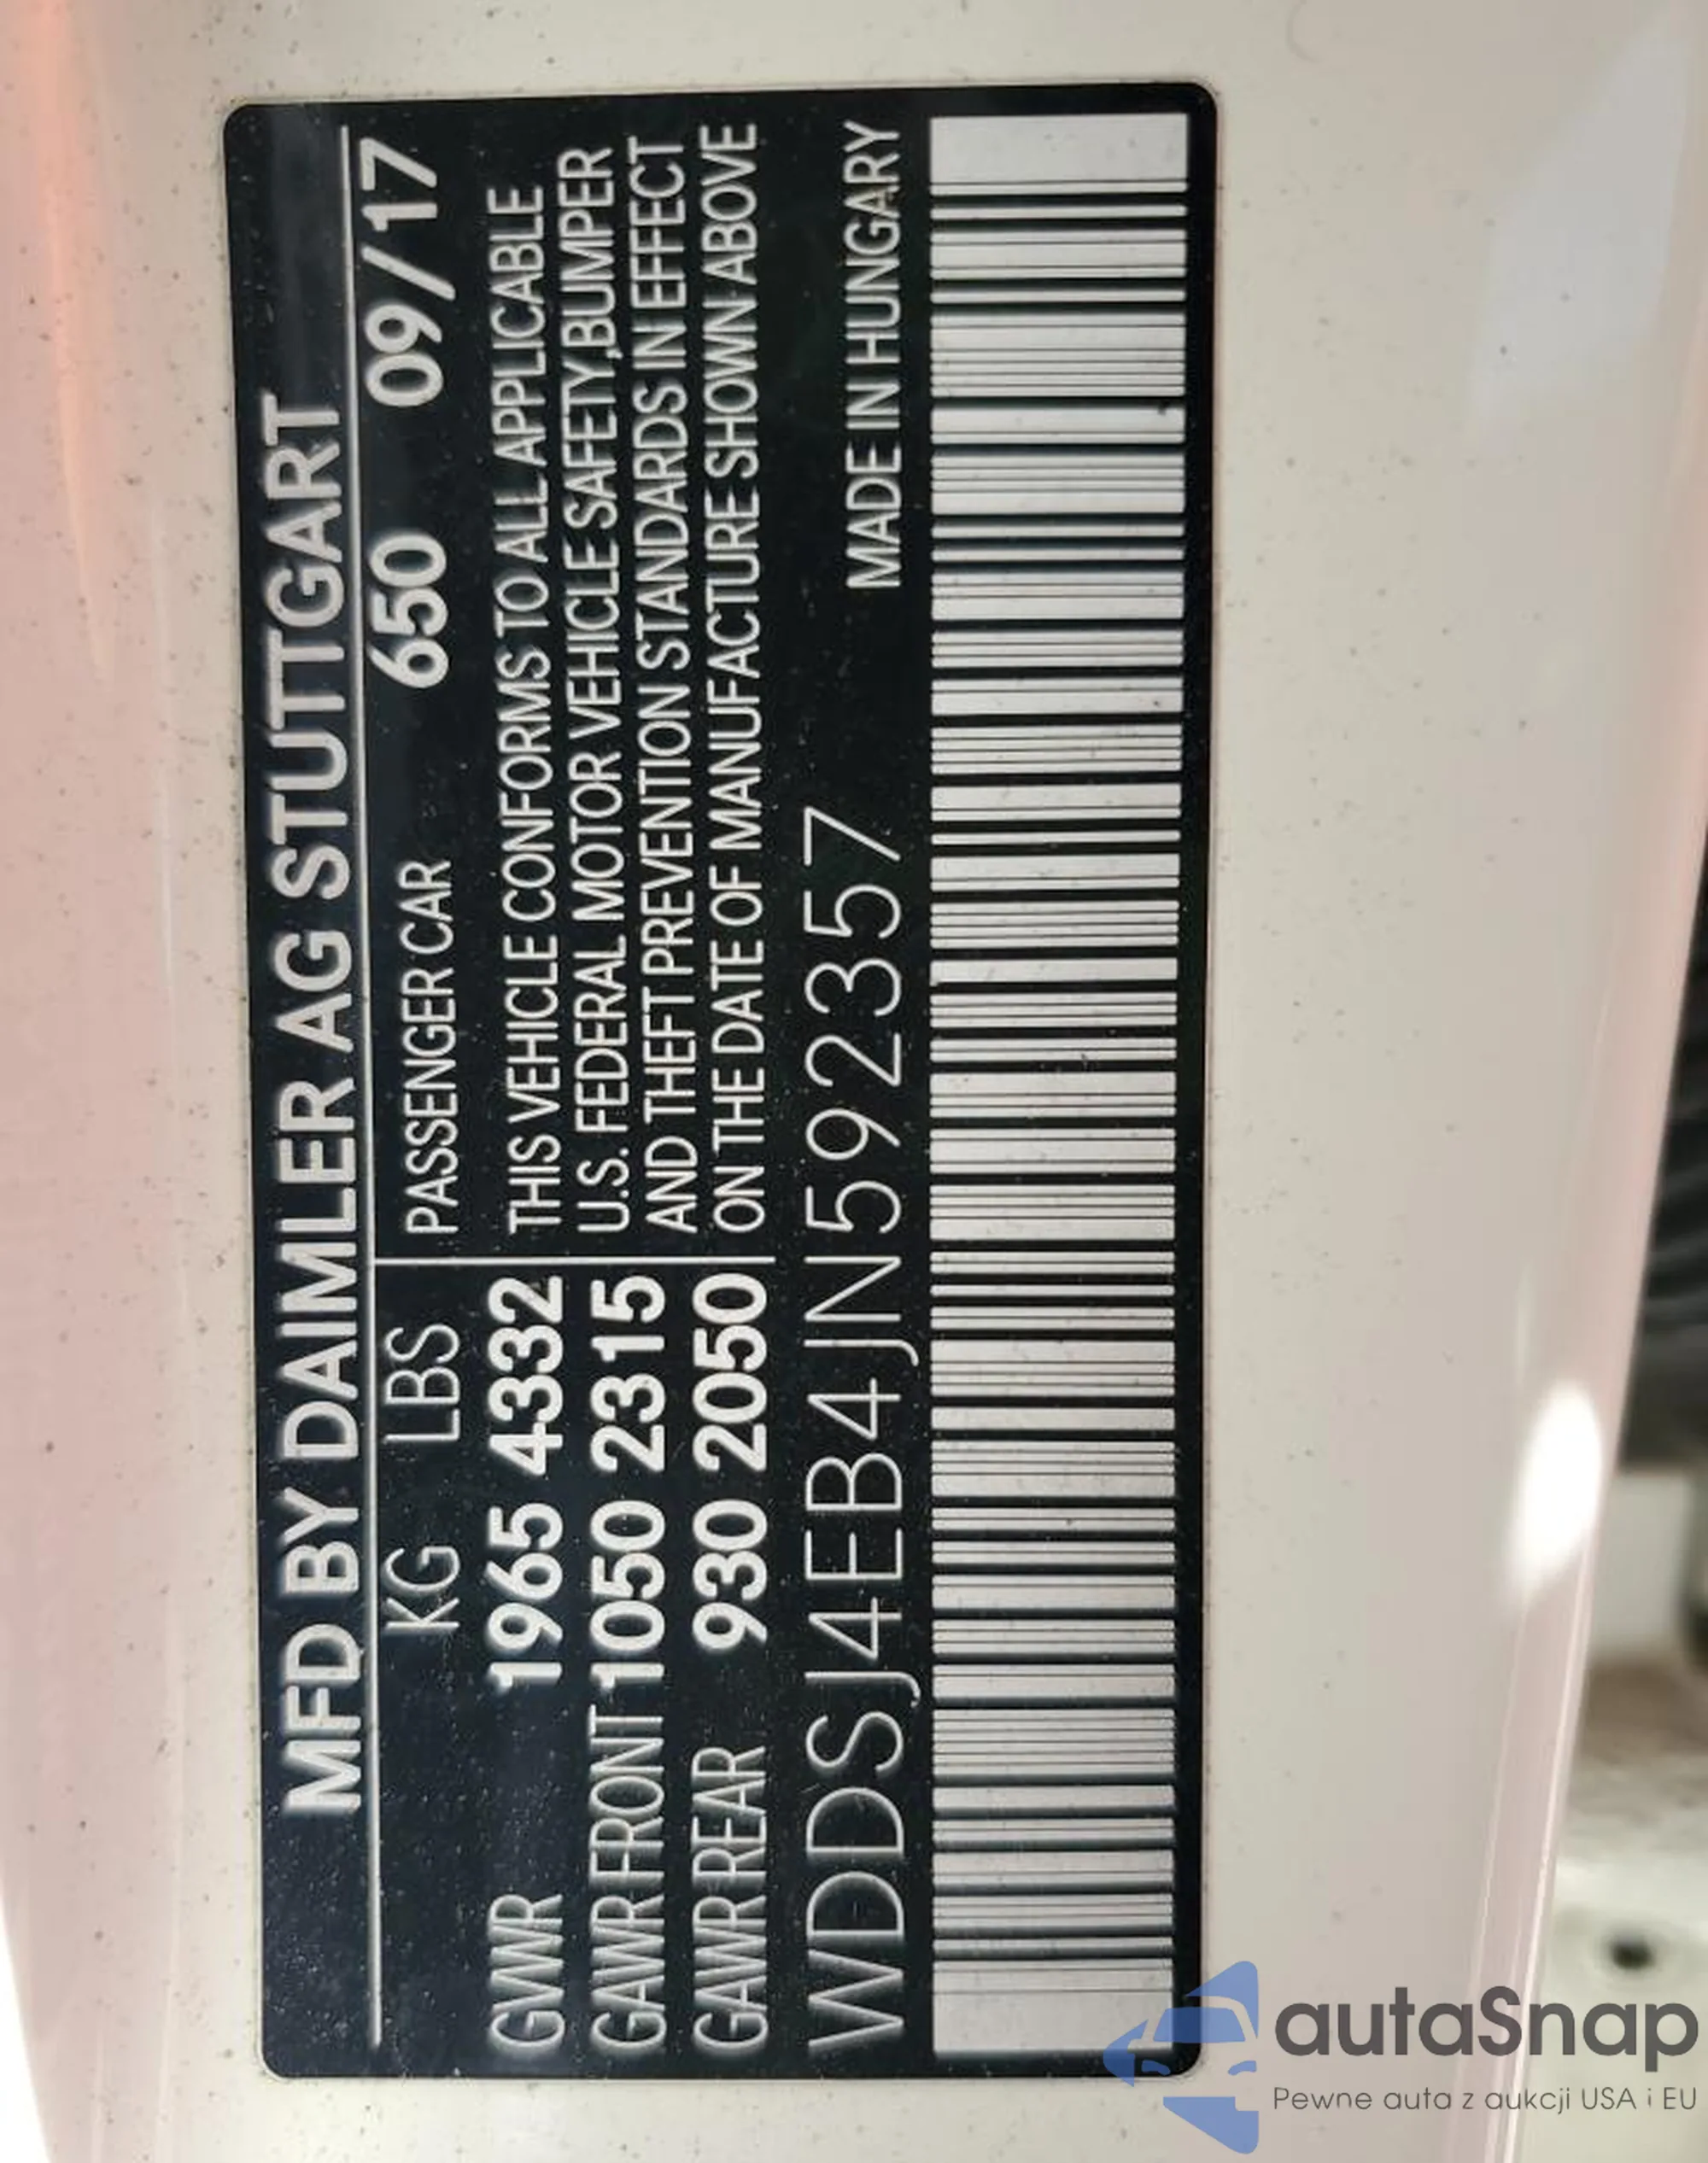 MFD BY DAIMLER AG STUTTGART
KG LBS PASSENGER CAR 650 09/17
GVWR 1965 4332 THIS VEHICLE CONFORMS TO ALL APPLICABLE
GAWR FRONT 1050 2315 U.S. FEDERAL MOTOR VEHICLE SAFETY,BUMPER
AND THEFT PREVENTION STANDARDS IN EFFECT
GAWR REAR 930 2050 ON THE DATE OF MANUFACTURE SHOWN ABOVE
WDDSJ4EB4JN592357 MADE IN HUNGARY
autaSnap
Pewne auta z aukcji USA i EU